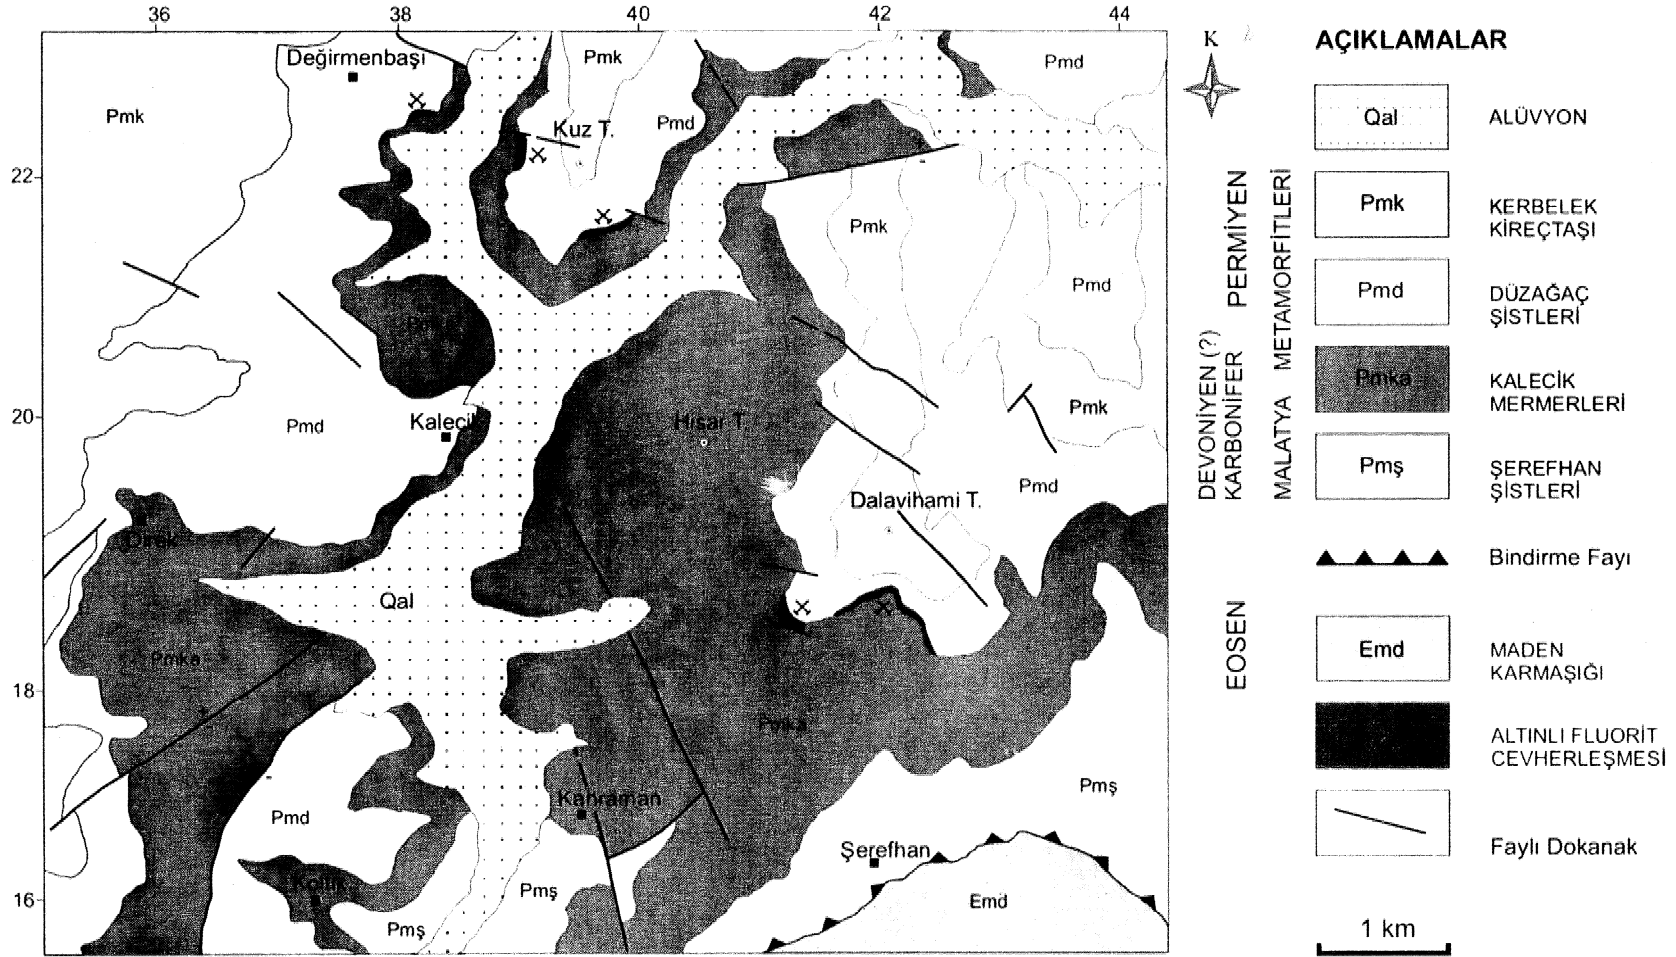 36 38 40 42 44
22
20
18
16
Değirmenbaşı
Pmk
Pmk
Pmd
Kuz T.
Pmd
Pmk
Pmd
Pmk
Pmd
Kalecik
Hisar T.
Pmd
Dalavihami T.
Direk
Qal
Pmka
Pmka
Pmd
Kahraman
Pmş
Şerefhan
Kollik
Pmş
Pmş
Emd
K
AÇIKLAMALAR
Qal ALÜVYON
Pmk KERBELEK
KİREÇTAŞI
Pmd DÜZAĞAÇ
ŞİSTLERİ
Pmka KALECİK
MERMERLERİ
Pmş ŞEREFHAN
ŞİSTLERİ
Bindirme Fayı
Emd MADEN
KARMAŞIĞI
ALTINLI FLUORİT
CEVHERLEŞMESİ
Faylı Dokanak
1 km
PERMİYEN
DEVONİYEN (?)
KARBONİFER
MALATYA METAMORFİTLERİ
EOSEN